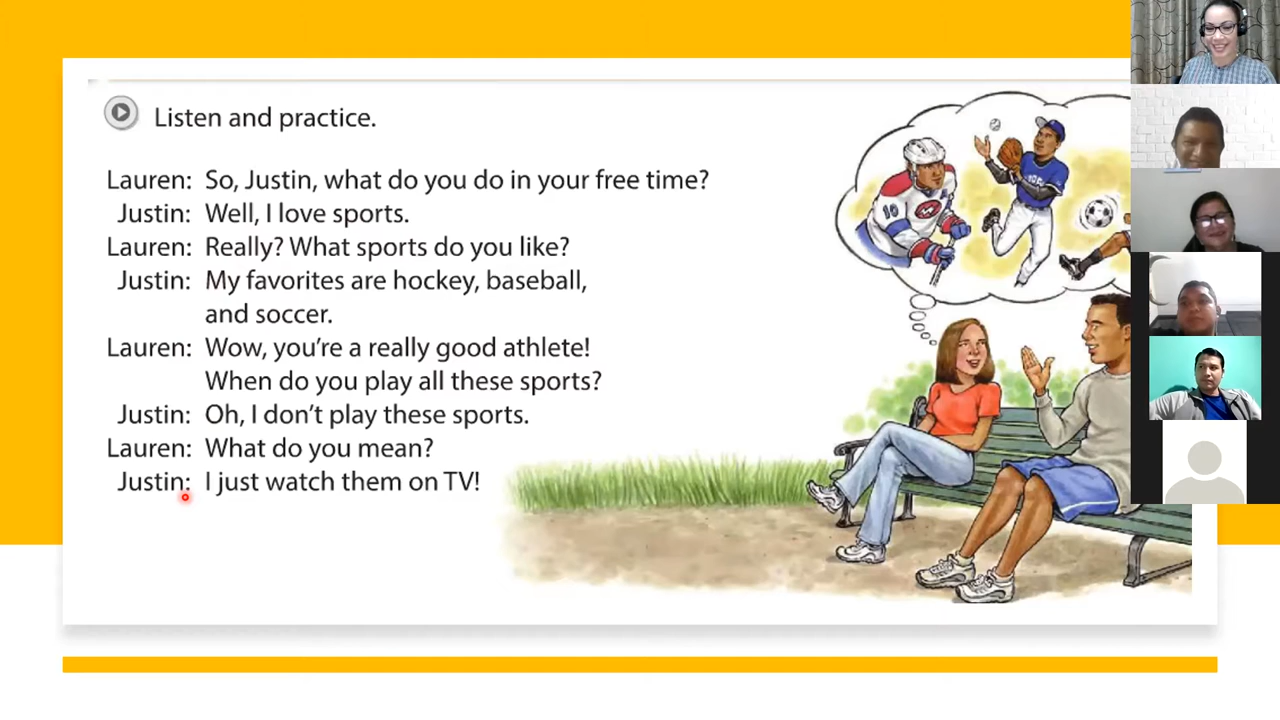 Listen and practice.
Lauren: So, Justin, what do you do in your free time?
Justin: Well, I love sports.
Lauren: Really? What sports do you like?
Justin: My favorites are hockey, baseball,
and soccer.
Lauren: Wow, you're a really good athlete!
When do you play all these sports?
Justin: Oh, I don't play these sports.
Lauren: What do you mean?
Justin: I just watch them on TV!
10